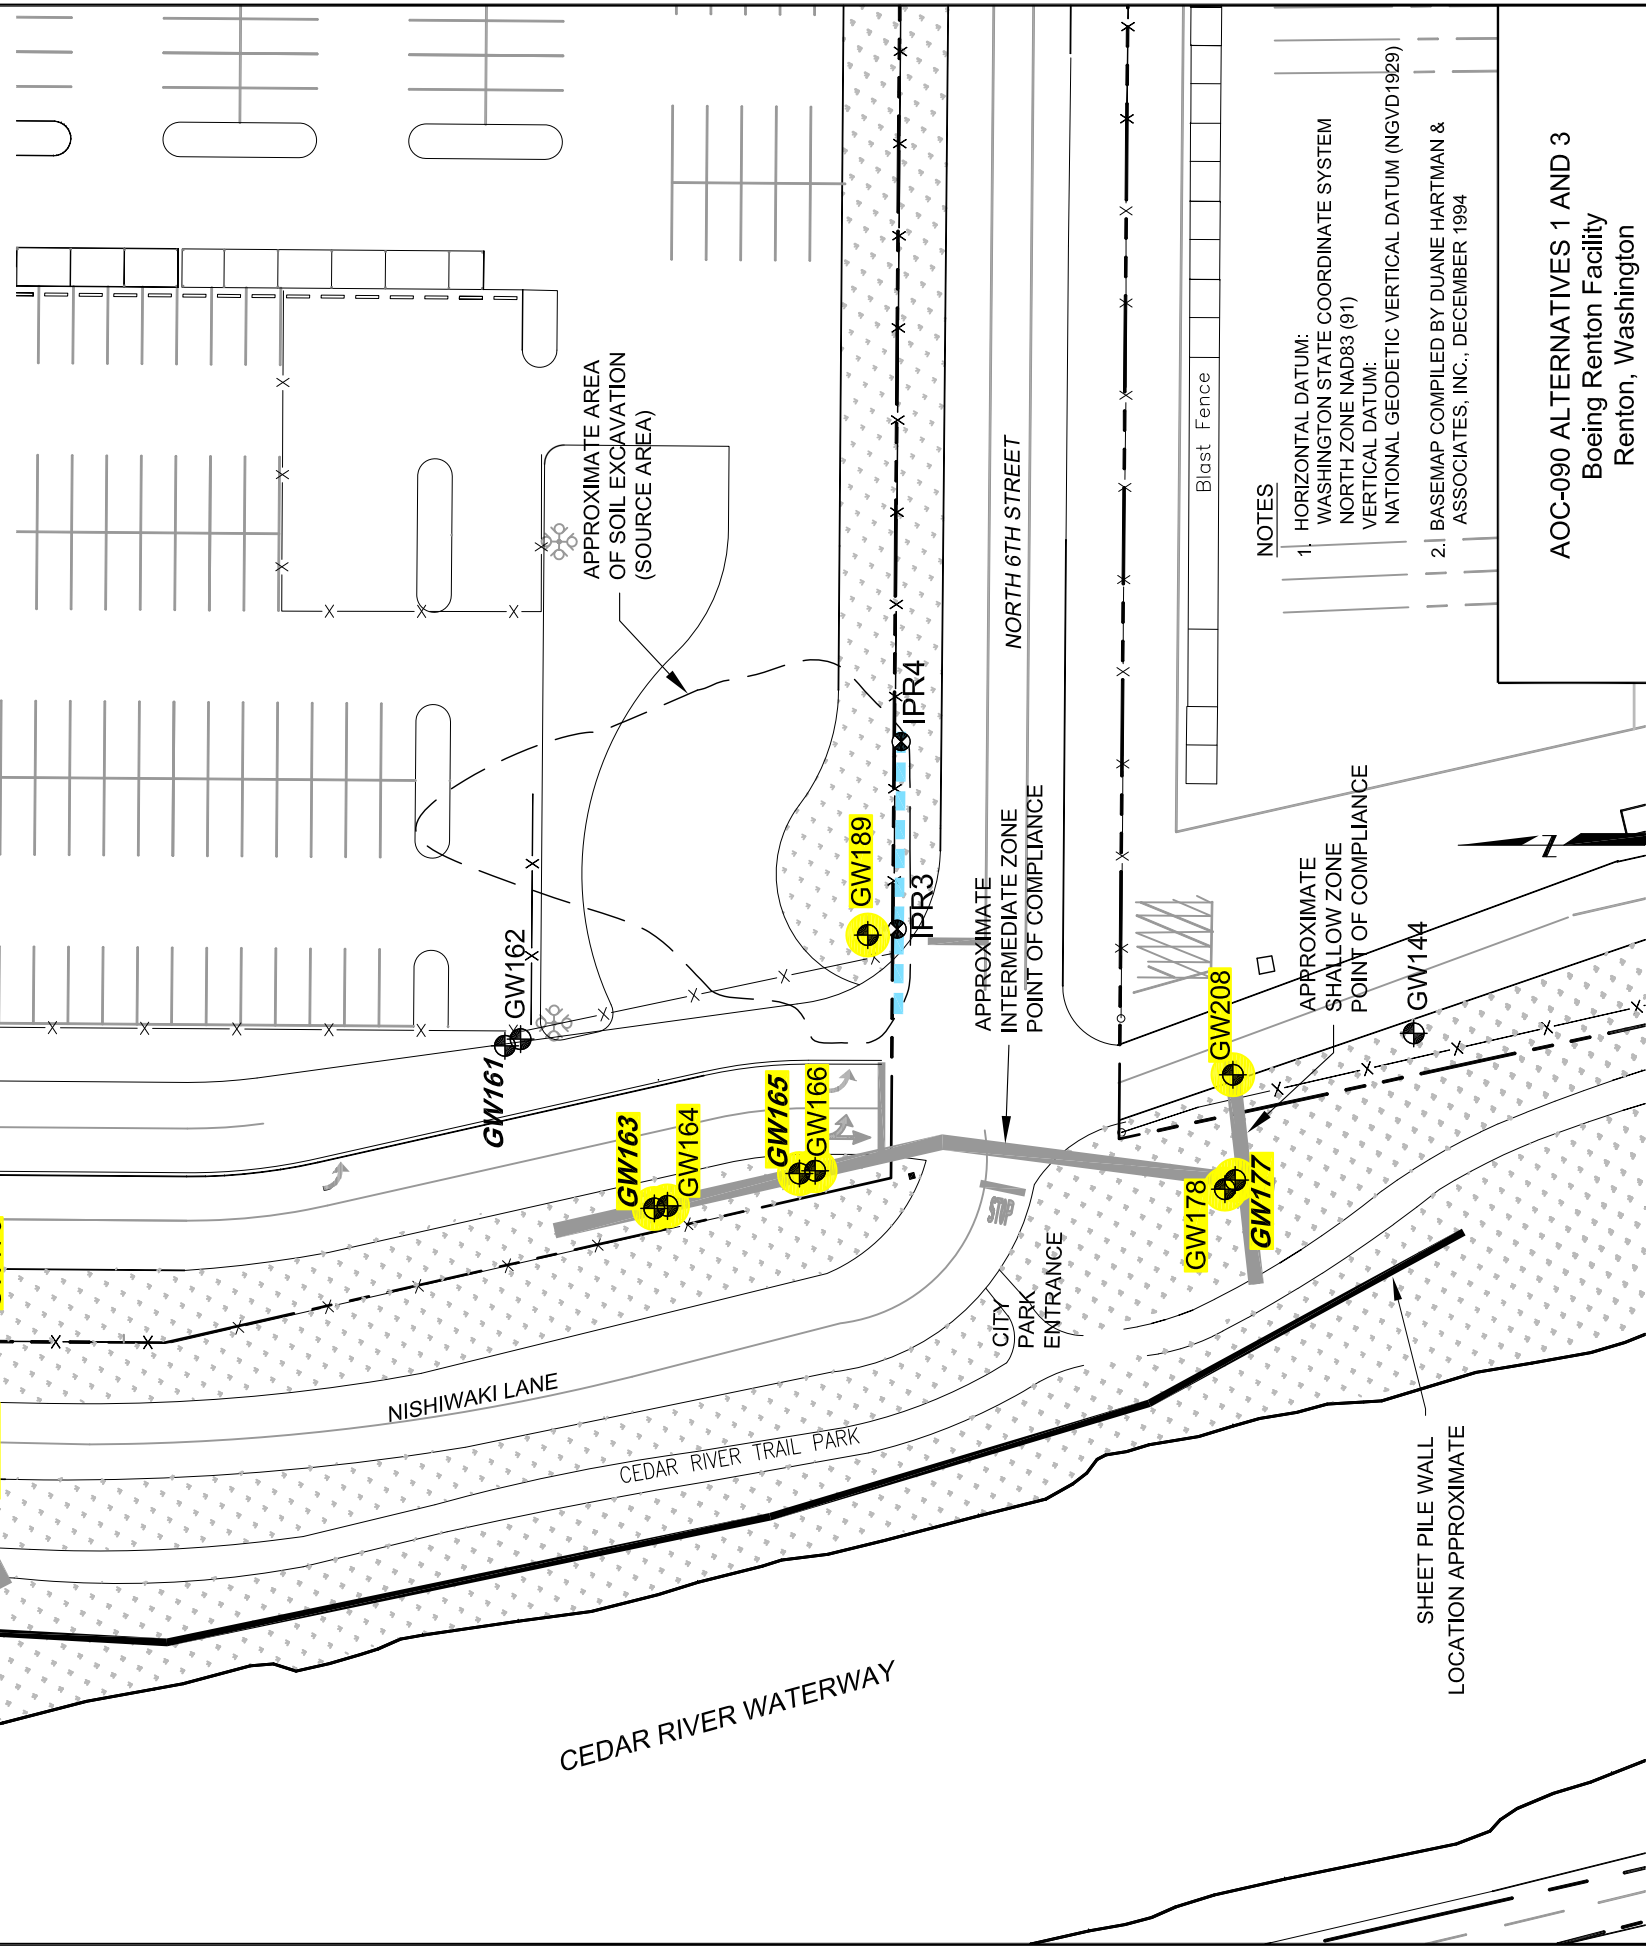 APPROXIMATE AREA
OF SOIL EXCAVATION
(SOURCE AREA)
GW162
GW161
GW163
GW164
GW165
GW166
GW189
IPR4
IPR3
NORTH 6TH STREET
APPROXIMATE
INTERMEDIATE ZONE
POINT OF COMPLIANCE
Blast Fence
GW208
APPROXIMATE
SHALLOW ZONE
POINT OF COMPLIANCE
GW144
GW178
GW177
STOP
CITY
PARK
ENTRANCE
NISHIWAKI LANE
CEDAR RIVER TRAIL PARK
CEDAR RIVER WATERWAY
SHEET PILE WALL
LOCATION APPROXIMATE
Z
NOTES
1. HORIZONTAL DATUM:
WASHINGTON STATE COORDINATE SYSTEM
NORTH ZONE NAD83 (91)
VERTICAL DATUM:
NATIONAL GEODETIC VERTICAL DATUM (NGVD1929)
2. BASEMAP COMPILED BY DUANE HARTMAN &
ASSOCIATES, INC., DECEMBER 1994
AOC-090 ALTERNATIVES 1 AND 3
Boeing Renton Facility
Renton, Washington